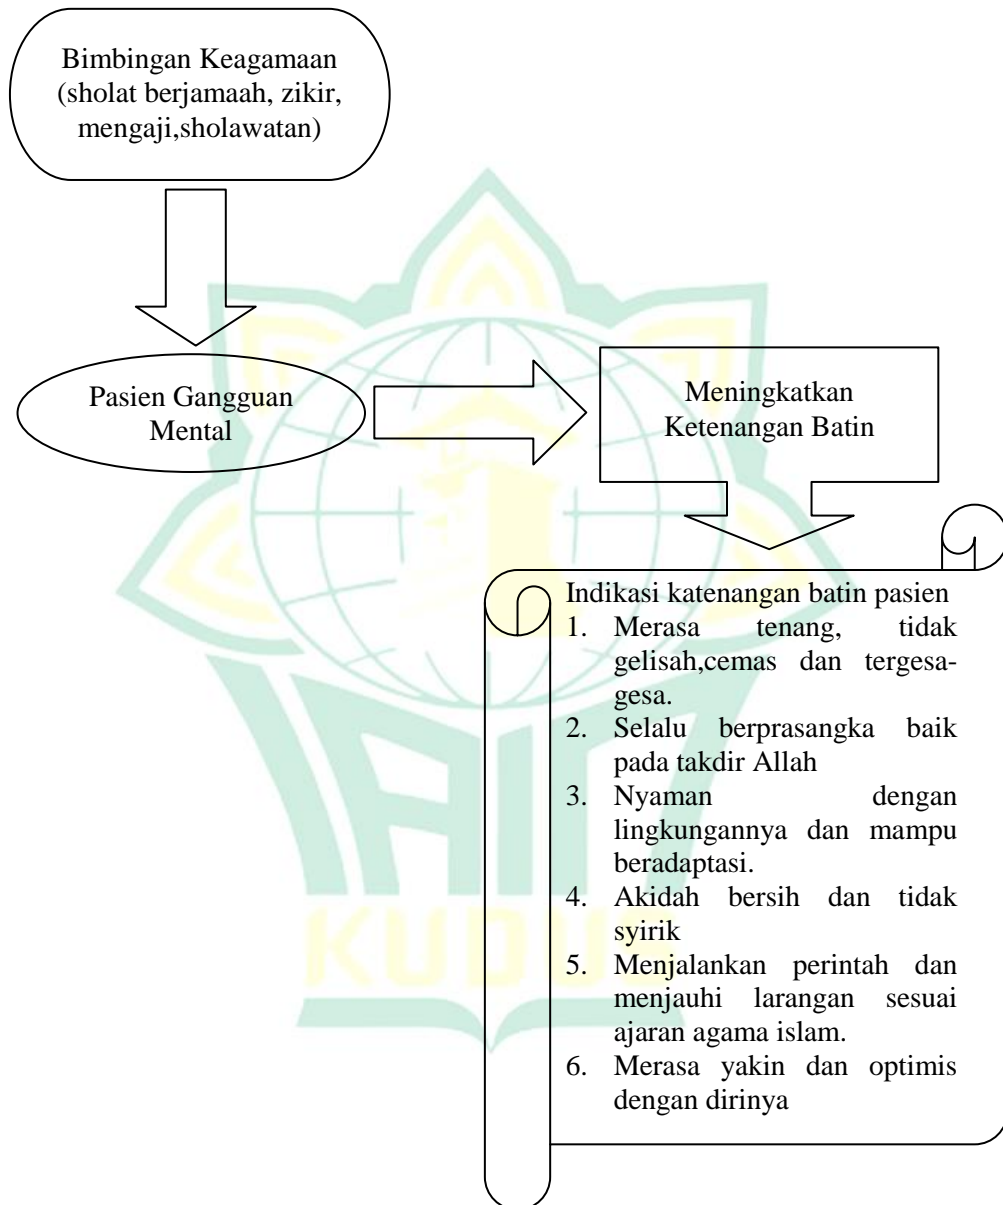 Bimbingan Keagamaan
(sholat berjamaah, zikir,
mengaji,sholawatan)
Pasien Gangguan
Mental
Meningkatkan
Ketenangan Batin
Indikasi katenangan batin pasien
1. Merasa tenang, tidak
gelisah,cemas dan tergesa-
gesa.
2. Selalu berprasangka baik
pada takdir Allah
3. Nyaman dengan
lingkungannya dan mampu
beradaptasi.
4. Akidah bersih dan tidak
syirik
5. Menjalankan perintah dan
menjauhi larangan sesuai
ajaran agama islam.
6. Merasa yakin dan optimis
dengan dirinya
IAIN
KUDUS